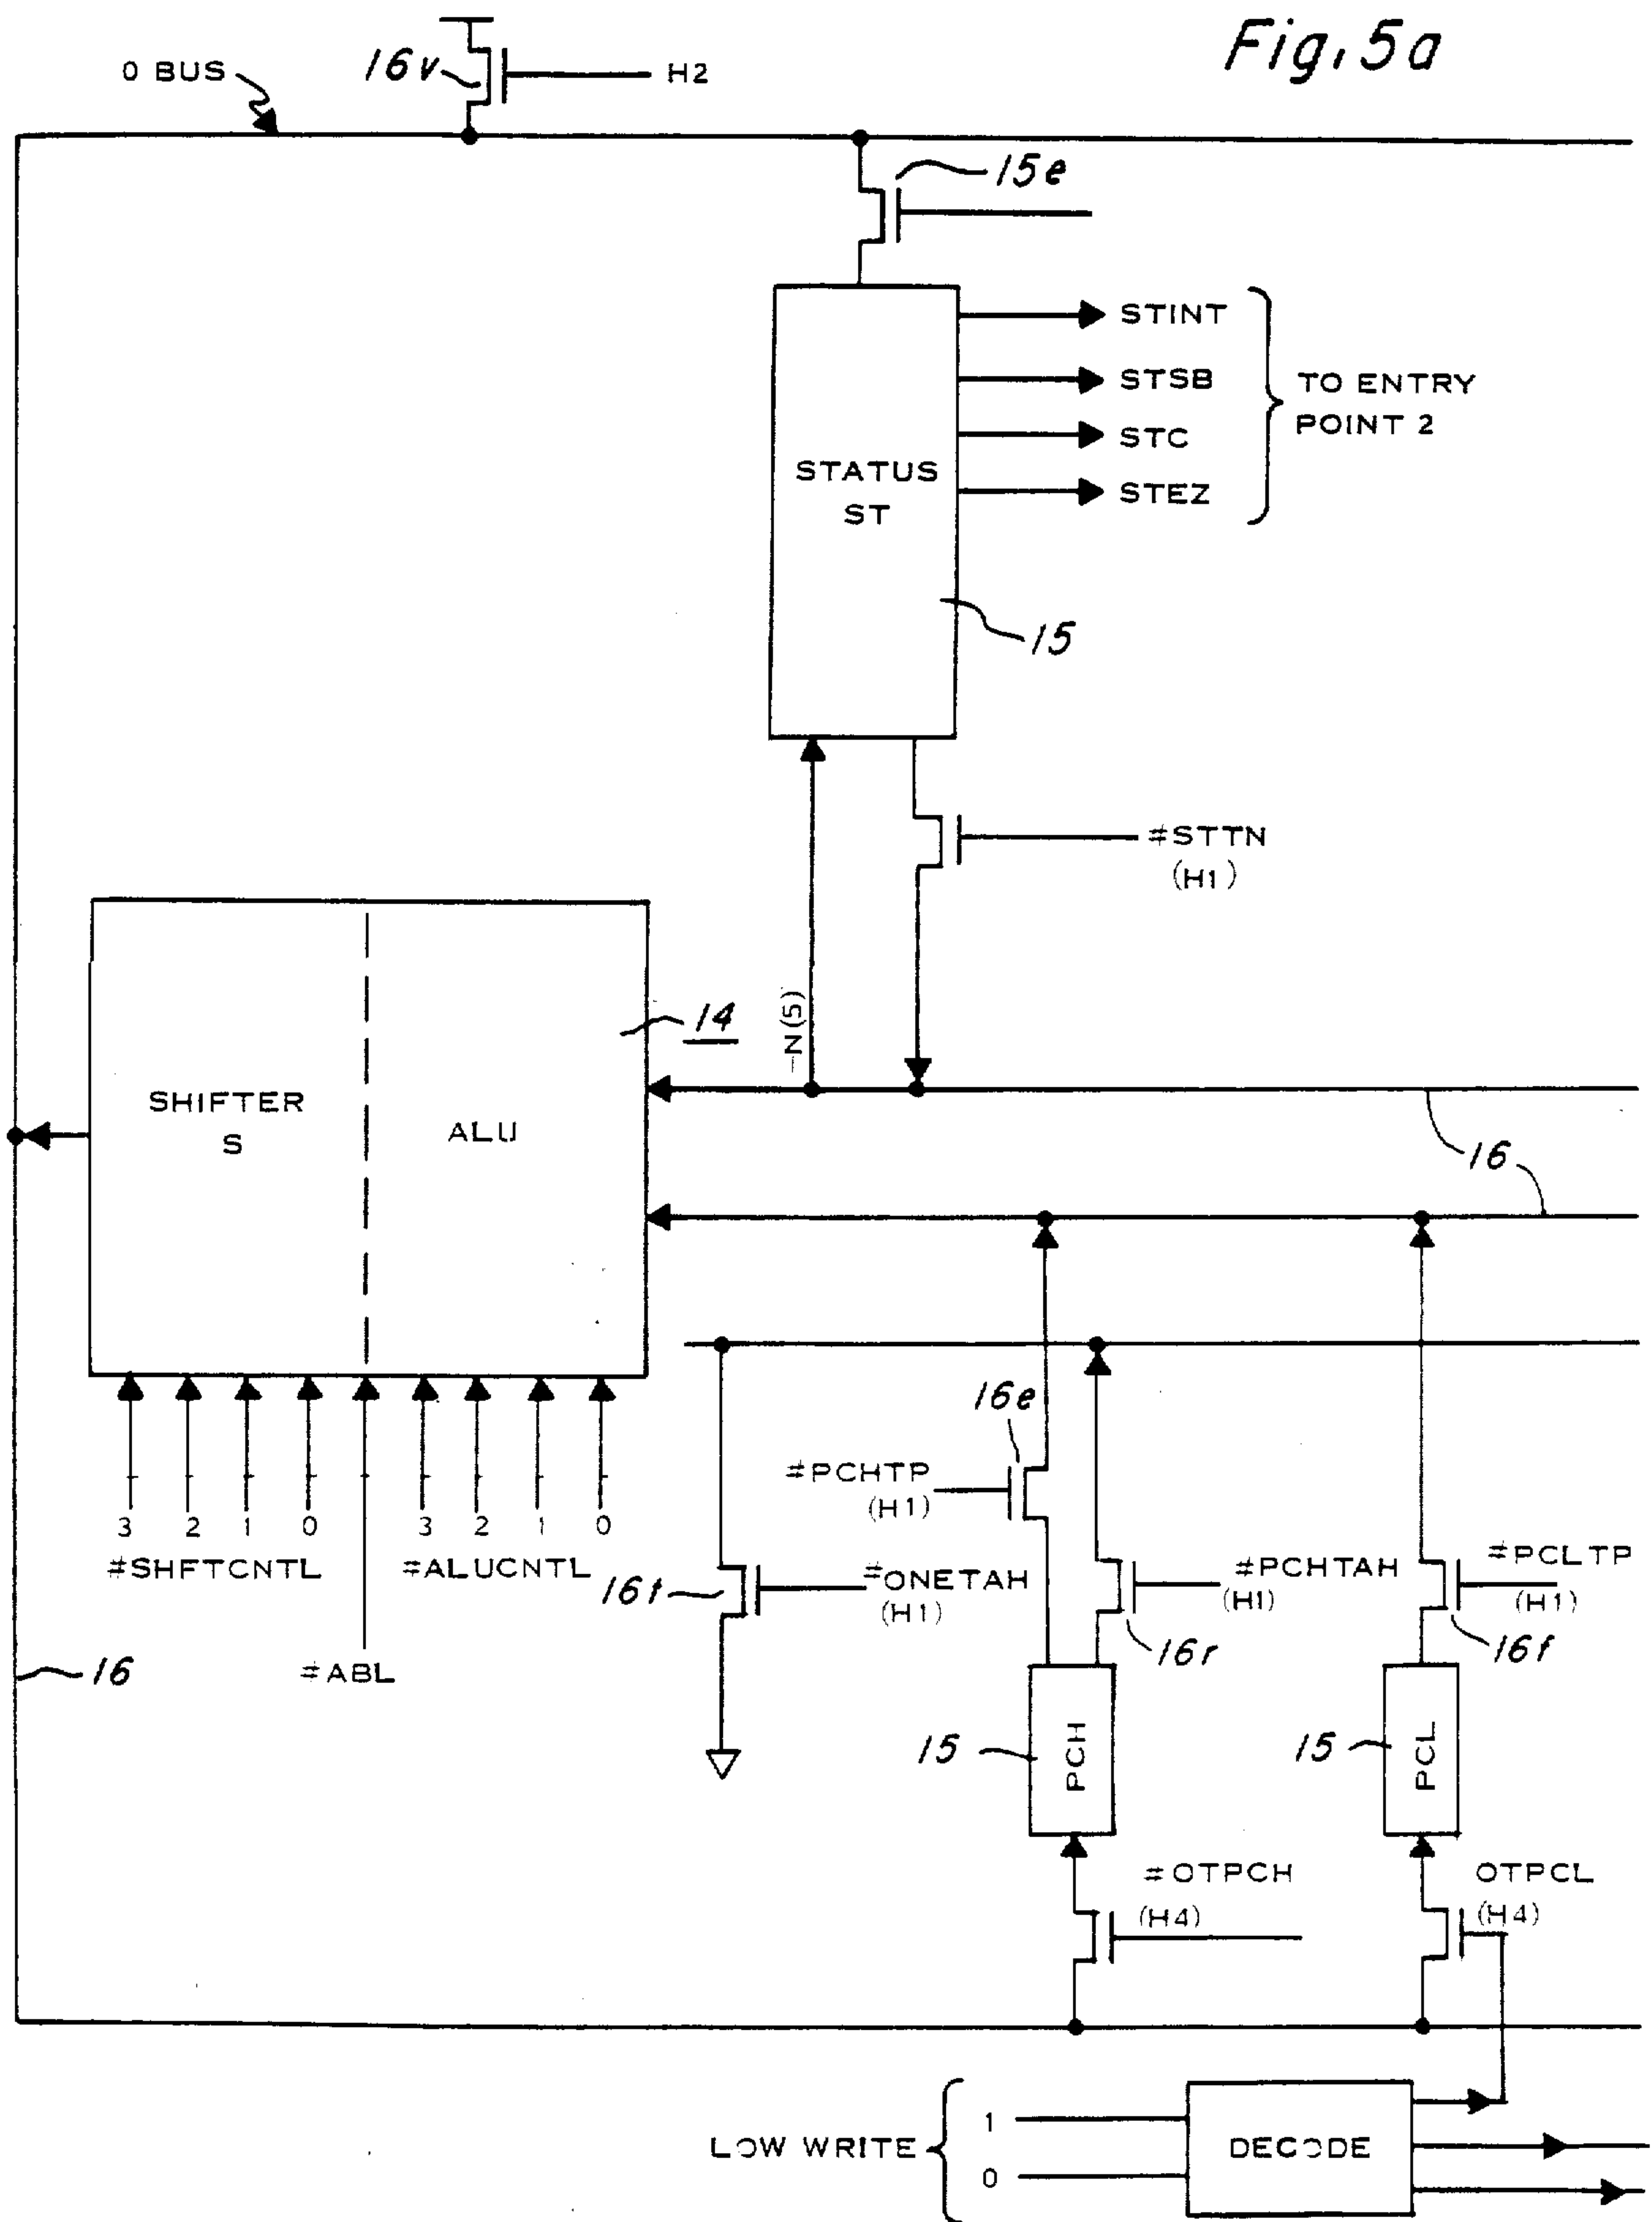 Fig. 5a
O BUS
16v
H2
15e
STINT
STSB
STC
STEZ
TO ENTRY
POINT 2
STATUS
ST
15
#STTN
(H1)
-N(5)
14
SHIFTER
S
ALU
16
3 2 1 0 3 2 1 0
#SHFTCNTL
#ALUCNTL
#ABL
16
16e
#PCHTP
(H1)
16t
#ONETAH
(H1)
#PCHTAH
(H1)
16r
#PCLTP
(H1)
16f
15
PCH
15
PCL
#OTPCH
(H4)
OTPCL
(H4)
LOW WRITE
1
0
DECODE